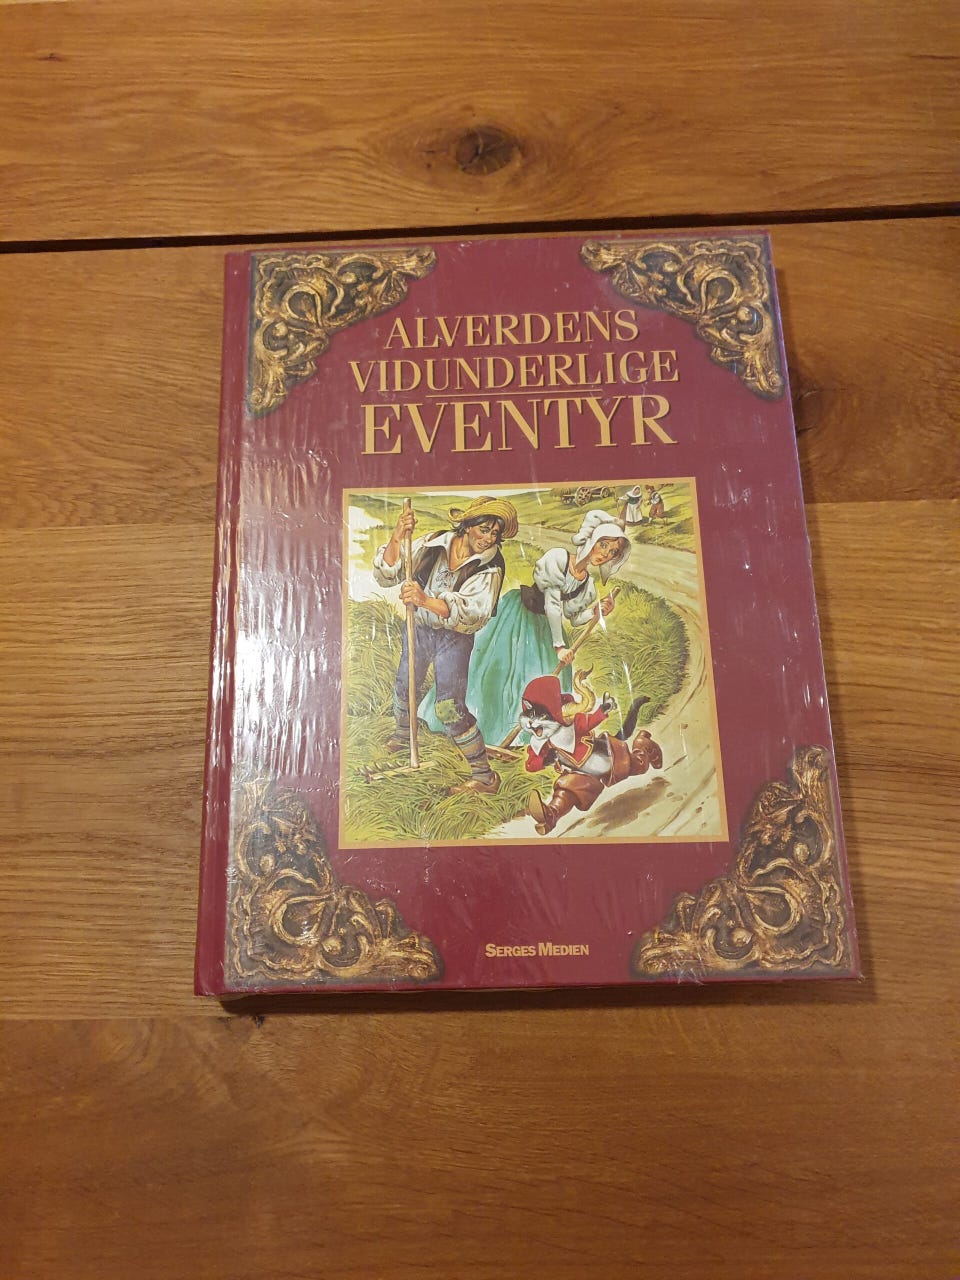 ALVERDENS
VIDUNDERLIGE
EVENTYR
SERGES MEDIEN